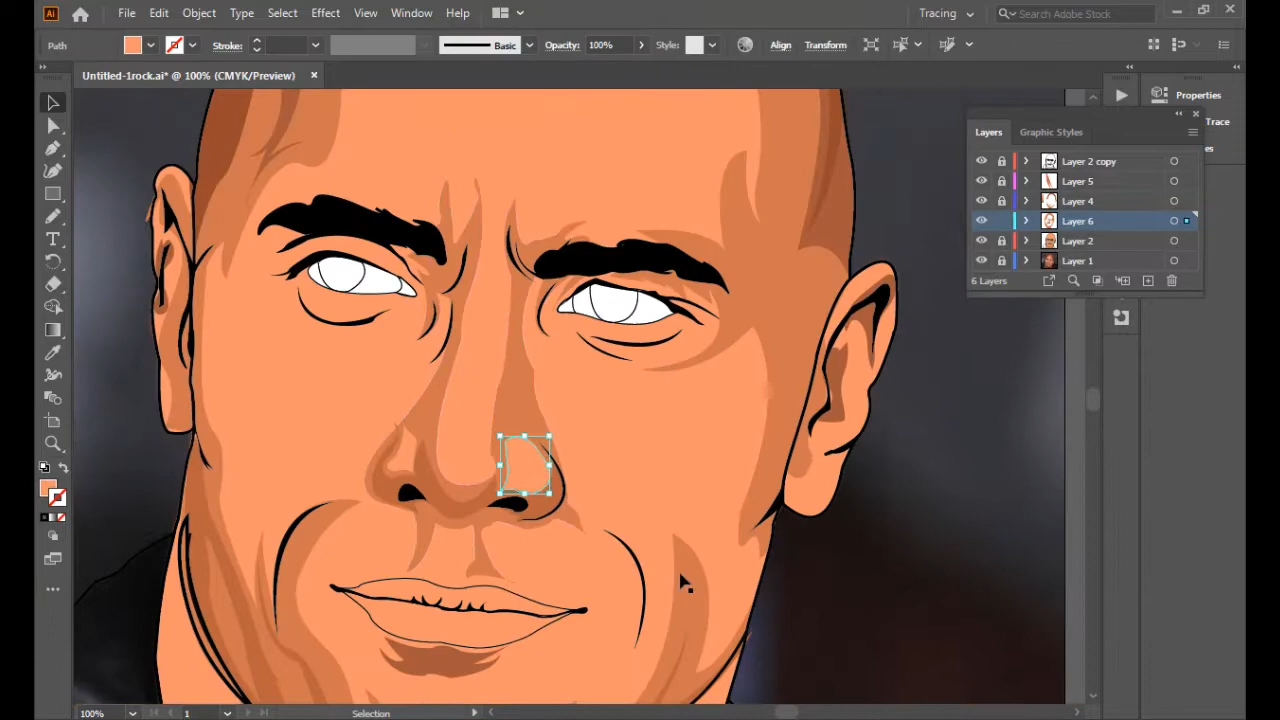 Ai File Edit Object Type Select Effect View Window Help Tracing Search Adobe Stock
Path Stroke: Basic Opacity: 100% Style: Align Transform
Untitled-1rock.ai* @ 100% (CMYK/Preview)
Properties
Trace
Layers Graphic Styles
Layer 2 copy
Layer 5
Layer 4
Layer 6
Layer 2
Layer 1
6 Layers
100% 1 Selection